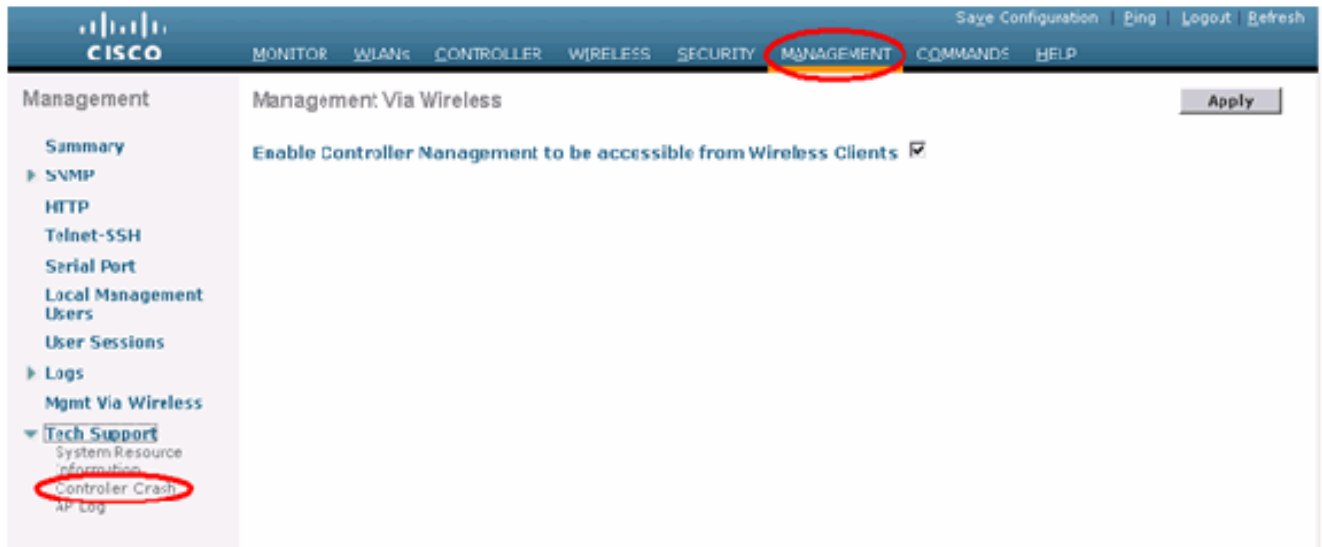 Save Configuration | Ping | Logout | Refresh
CISCO
MONITOR WLANs CONTROLLER WIRELESS SECURITY MANAGEMENT COMMANDS HELP
Management
Management Via Wireless
Apply
Enable Controller Management to be accessible from Wireless Clients
Summary
SNMP
HTTP
Telnet-SSH
Serial Port
Local Management
Users
User Sessions
Logs
Mgmt Via Wireless
Tech Support
System Resource
Information
Controller Crash
AP Log